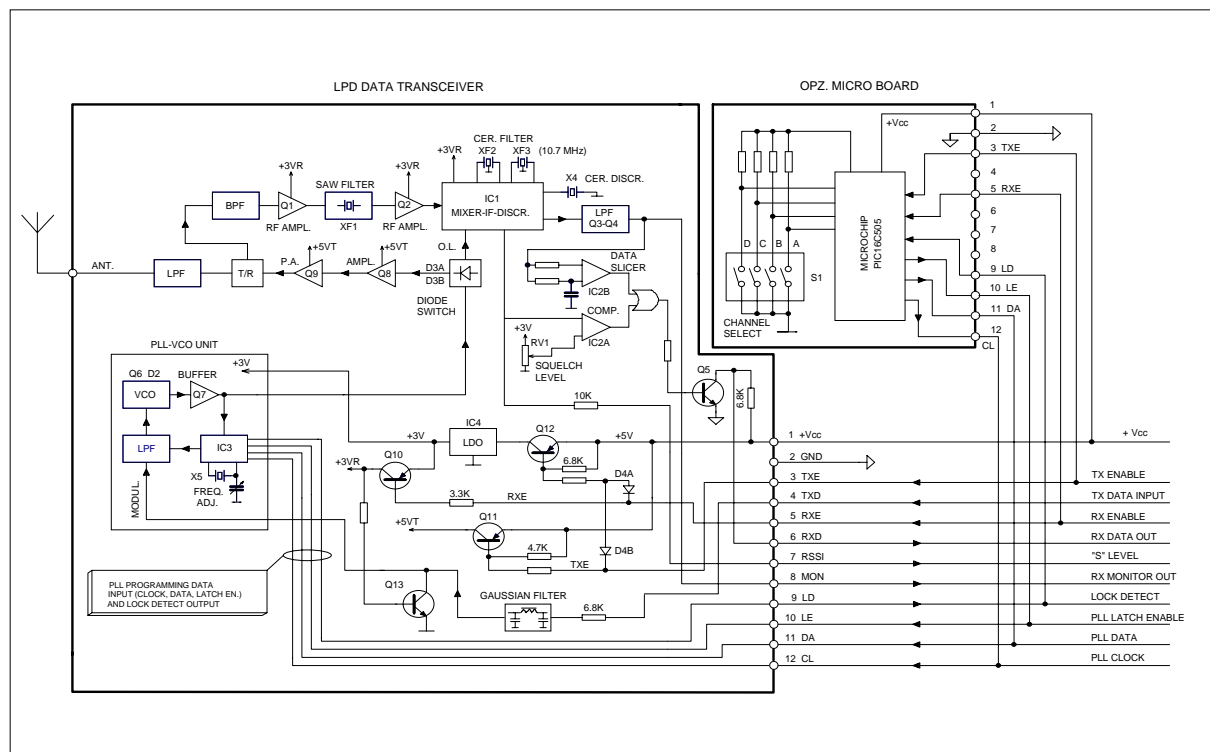 LPD DATA TRANSCEIVER
OPZ. MICRO BOARD
CER. FILTER
XF2
XF3
(10.7 MHz)
+3VR
+3VR
+3VR
SAW FILTER
X4
CER. DISCR.
BPF
Q1
XF1
Q2
RF AMPL.
RF AMPL.
IC1
MIXER-IF-DISCR.
LPF
Q3-Q4
ANT.
LPF
T/R
P.A.
+5VT
Q9
AMPL.
+5VT
Q8
D3A
D3B
O.L.
DIODE
SWITCH
DATA
SLICER
IC2B
COMP.
IC2A
+3V
RV1
SQUELCH
LEVEL
+Vcc
D
C
B
A
S1
CHANNEL
SELECT
MICROCHIP
PIC16C505
1
2
3
TXE
4
5
RXE
6
7
8
9
LD
10
LE
11
DA
12
CL
PLL-VCO UNIT
Q6 D2
BUFFER
+3V
VCO
Q7
LPF
IC3
X5
FREQ.
ADJ.
MODUL.
Q5
6.8K
10K
IC4
LDO
+3V
Q12
+5V
+3VR
Q10
6.8K
D4A
3.3K
RXE
+5VT
Q11
4.7K
TXE
D4B
Q13
GAUSSIAN FILTER
6.8K
PLL PROGRAMMING DATA
INPUT (CLOCK, DATA, LATCH EN.)
AND LOCK DETECT OUTPUT
1 +Vcc
+ Vcc
2 GND
3 TXE
TX ENABLE
4 TXD
TX DATA INPUT
5 RXE
RX ENABLE
6 RXD
RX DATA OUT
7 RSSI
"S" LEVEL
8 MON
RX MONITOR OUT
9 LD
LOCK DETECT
10 LE
PLL LATCH ENABLE
11 DA
PLL DATA
12 CL
PLL CLOCK